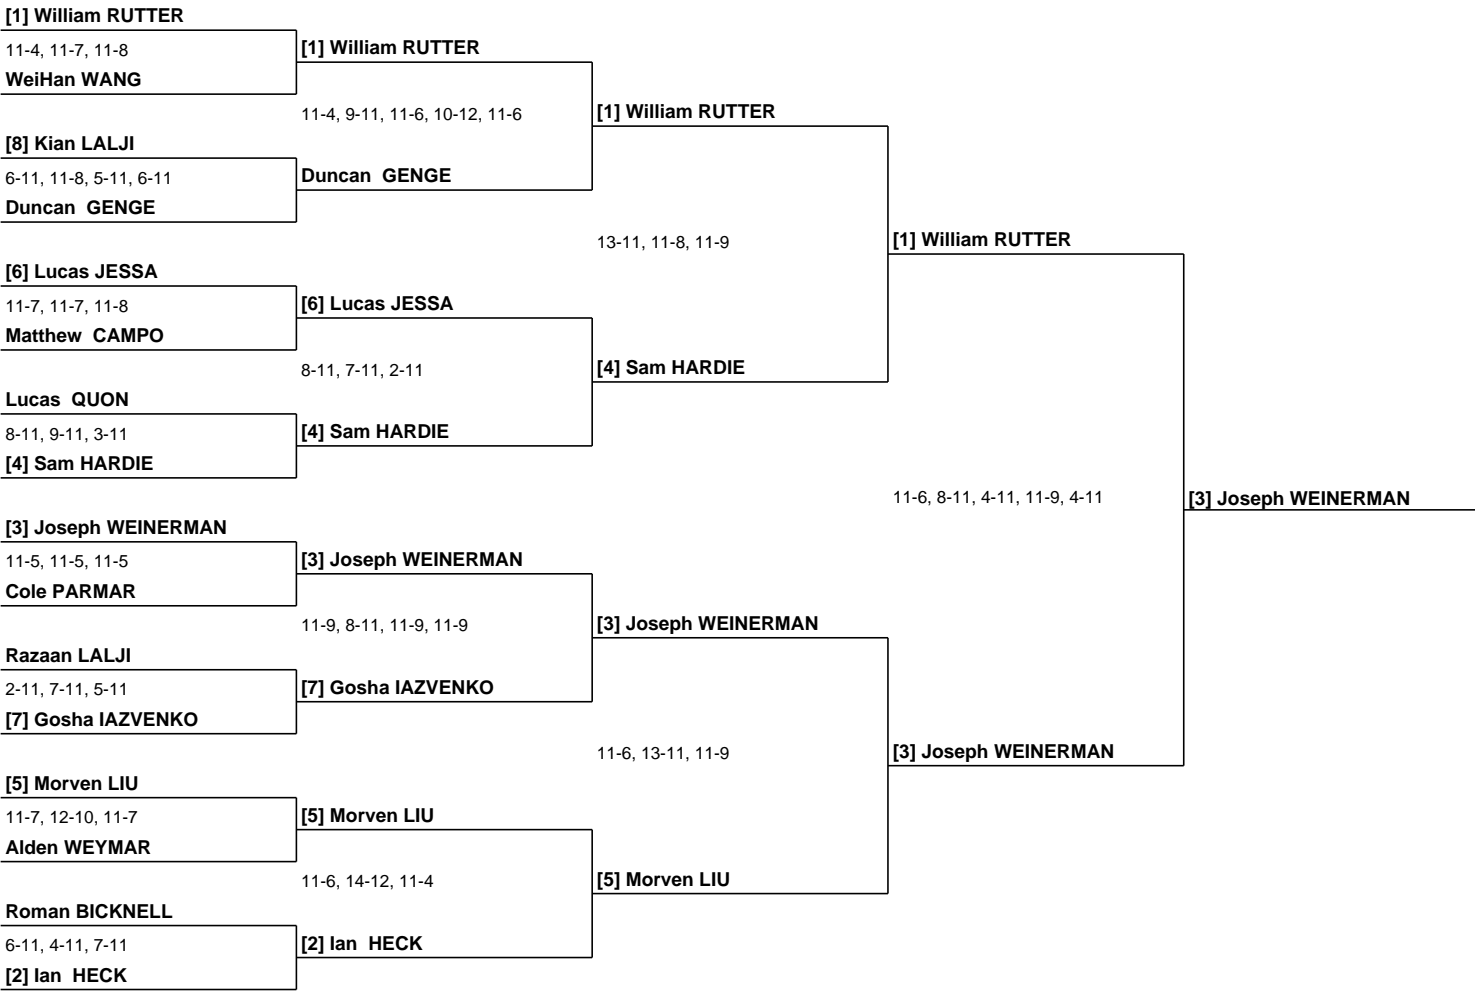 [1] William RUTTER
11-4, 11-7, 11-8
WeiHan WANG
[8] Kian LALJI
6-11, 11-8, 5-11, 6-11
Duncan  GENGE
[6] Lucas JESSA
11-7, 11-7, 11-8
Matthew  CAMPO
Lucas  QUON
8-11, 9-11, 3-11
[4] Sam HARDIE
[3] Joseph WEINERMAN
11-5, 11-5, 11-5
Cole PARMAR
Razaan LALJI
2-11, 7-11, 5-11
[7] Gosha IAZVENKO
[5] Morven LIU
11-7, 12-10, 11-7
Alden WEYMAR
Roman BICKNELL
6-11, 4-11, 7-11
[2] Ian  HECK
[1] William RUTTER
11-4, 9-11, 11-6, 10-12, 11-6
Duncan  GENGE
[6] Lucas JESSA
8-11, 7-11, 2-11
[4] Sam HARDIE
[3] Joseph WEINERMAN
11-9, 8-11, 11-9, 11-9
[7] Gosha IAZVENKO
[5] Morven LIU
11-6, 14-12, 11-4
[2] Ian  HECK
[1] William RUTTER
13-11, 11-8, 11-9
[4] Sam HARDIE
[3] Joseph WEINERMAN
11-6, 13-11, 11-9
[5] Morven LIU
[1] William RUTTER
11-6, 8-11, 4-11, 11-9, 4-11
[3] Joseph WEINERMAN
[3] Joseph WEINERMAN